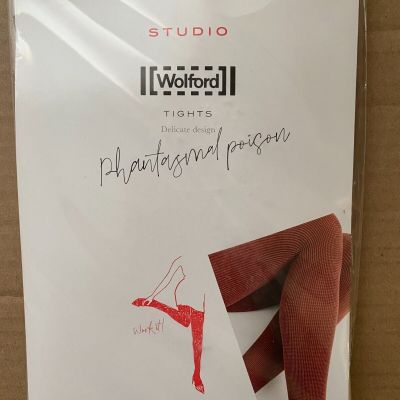 STUDIO
Wolford
TIGHTS
Delicate design
phantasmal poison
Work it!